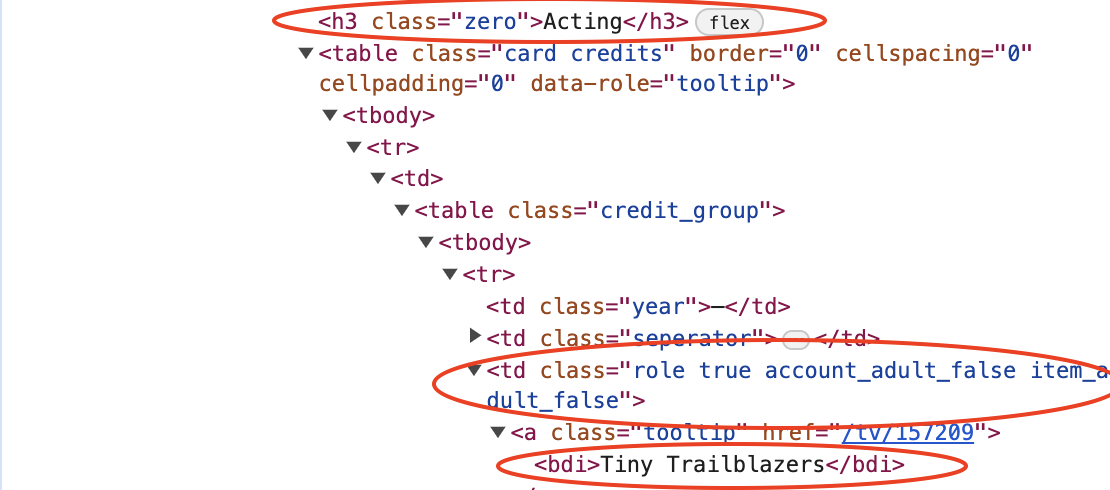 <h3 class="zero">Acting</h3> flex
<table class="card credits" border="0" cellspacing="0"
cellpadding="0" data-role="tooltip">
<tbody>
<tr>
<td>
<table class="credit_group">
<tbody>
<tr>
<td class="year">—</td>
<td class="seperator">…</td>
<td class="role true account_adult_false item_a
dult_false">
<a class="tooltip" href="/tv/157209">
<bdi>Tiny Trailblazers</bdi>